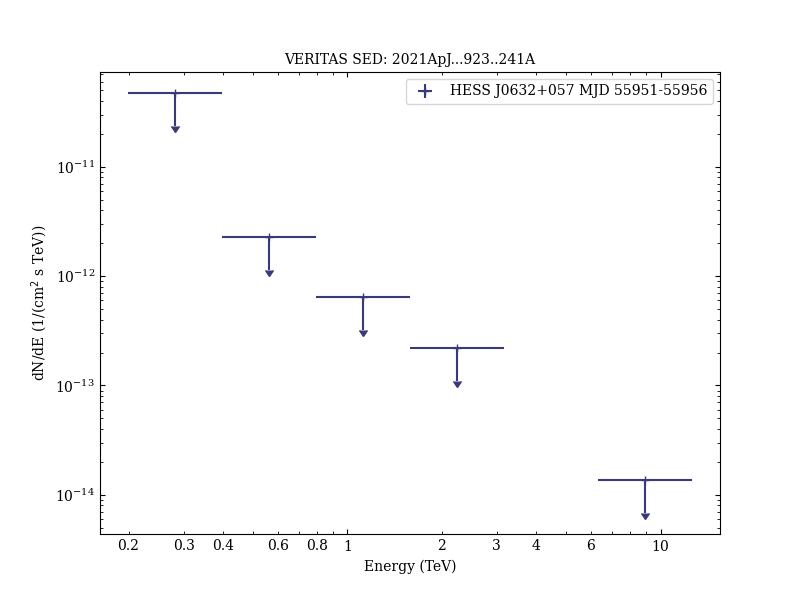 VERITAS SED: 2021ApJ...923..241A
HESS J0632+057 MJD 55951-55956
dN/dE (1/(cm² s TeV))
10⁻¹¹
10⁻¹²
10⁻¹³
10⁻¹⁴
0.2 0.3 0.4 0.6 0.8 1 2 3 4 6 10
Energy (TeV)